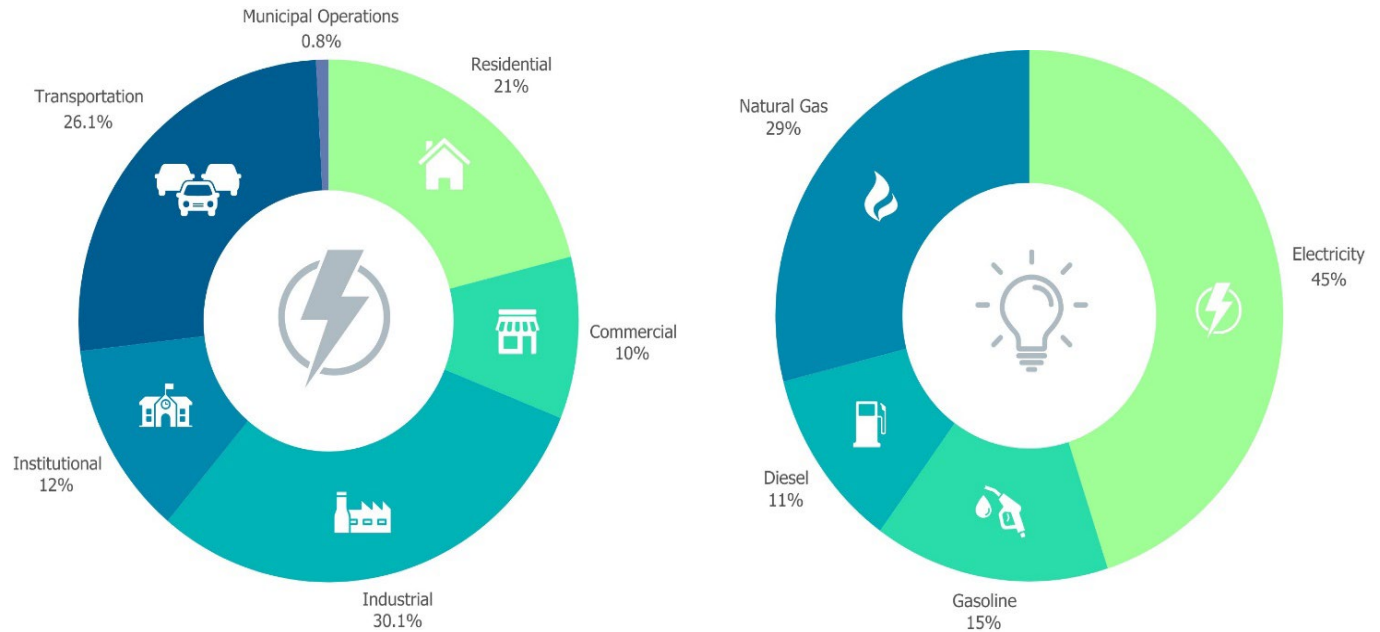 Municipal Operations
0.8%
Residential
21%
Transportation
26.1%
Commercial
10%
Institutional
12%
Industrial
30.1%
Natural Gas
29%
Electricity
45%
Diesel
11%
Gasoline
15%